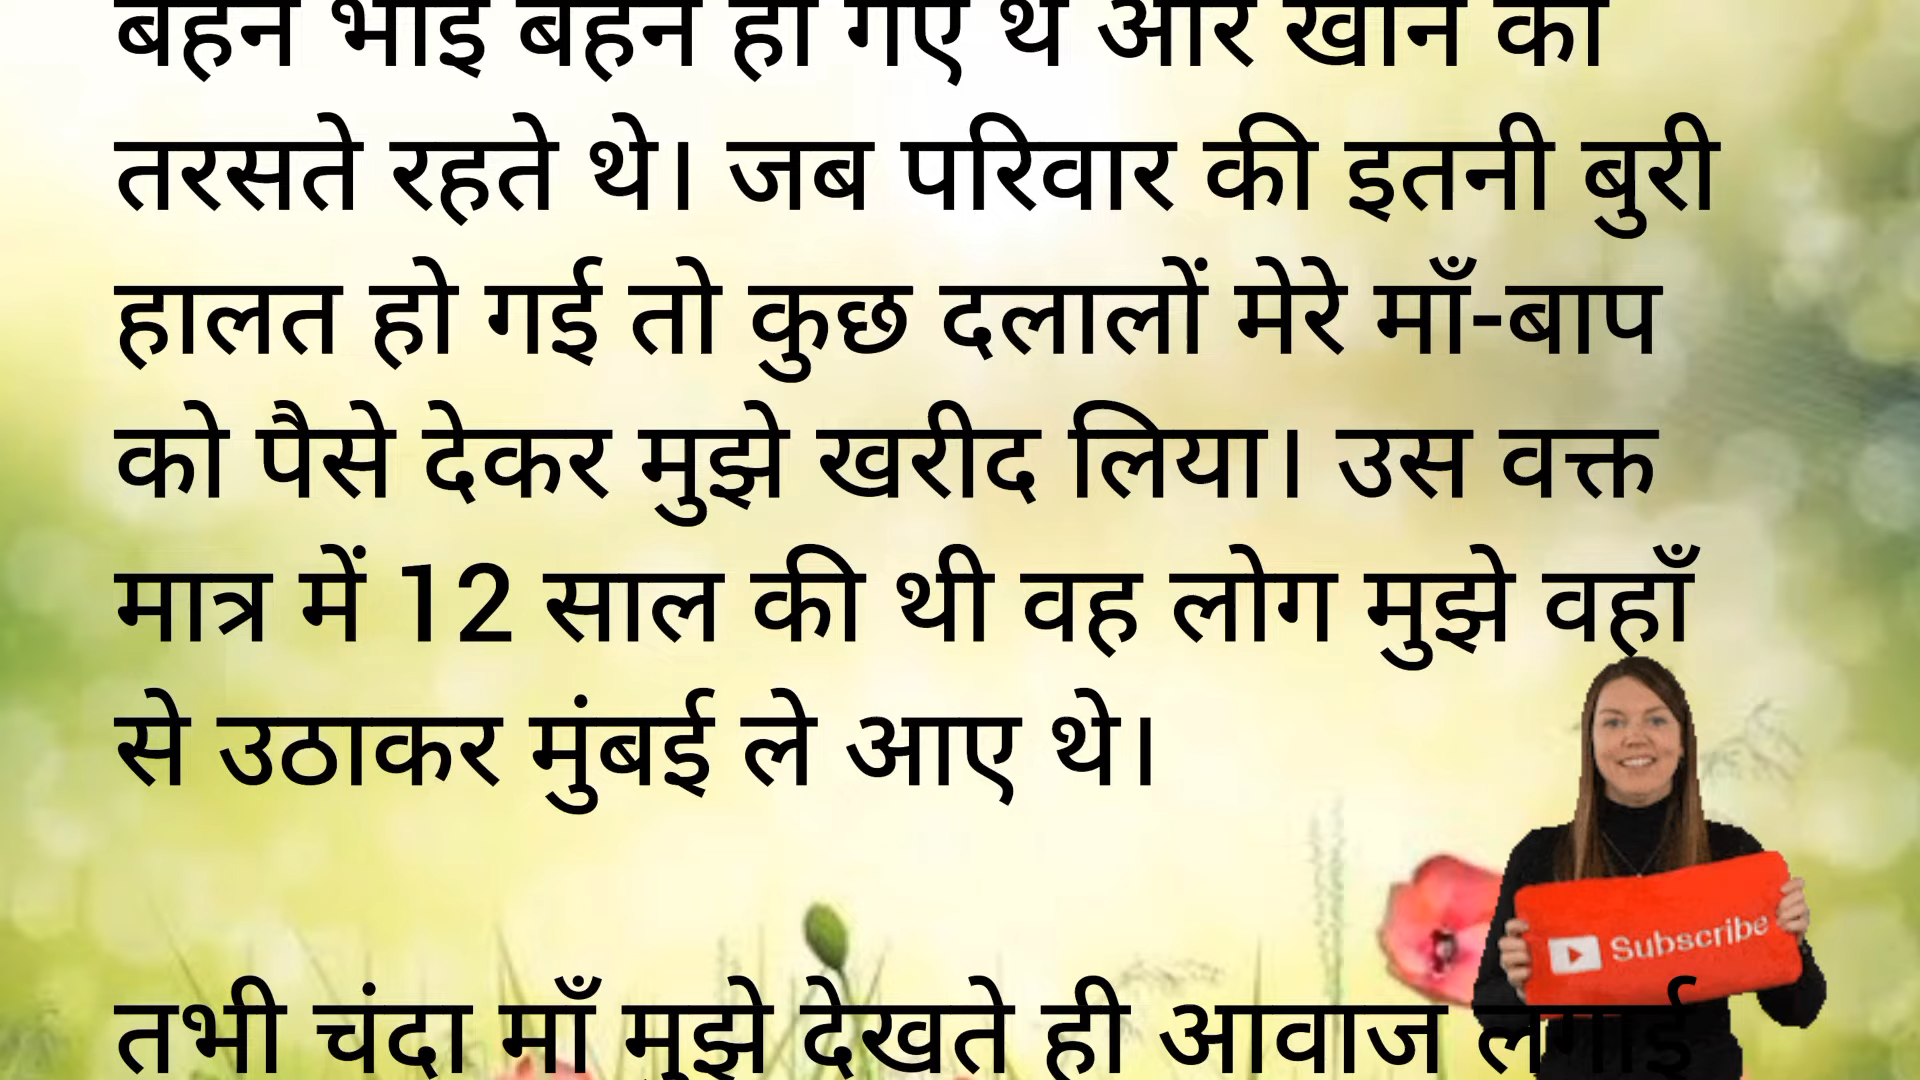 बहन भाई बहन हो गए थे और खाने को
तरसते रहते थे। जब परिवार की इतनी बुरी
हालत हो गई तो कुछ दलालों मेरे माँ-बाप
को पैसे देकर मुझे खरीद लिया। उस वक्त
मात्र में 12 साल की थी वह लोग मुझे वहाँ
से उठाकर मुंबई ले आए थे।
Subscribe
तभी चंदा माँ मुझे देखते ही आवाज लगाई